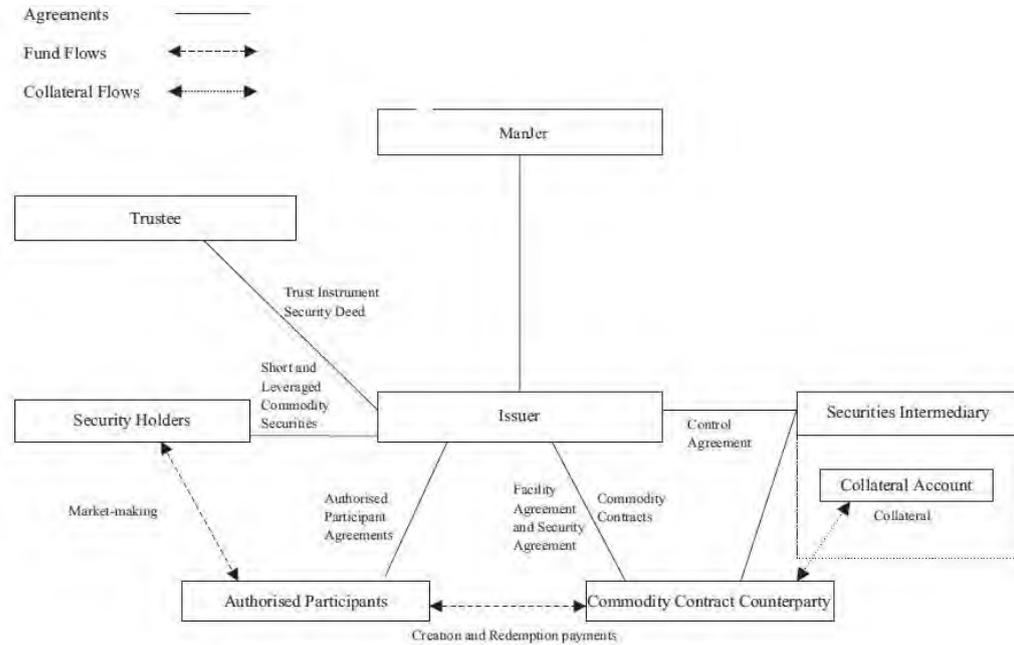 Agreements
Fund Flows
Collateral Flows
ManJer
Trustee
Trust Instrument
Security Deed
Short and
Leveraged
Commodity
Securities
Security Holders
Issuer
Securities Intermediary
Control
Agreement
Collateral Account
Collateral
Market-making
Authorised
Participant
Agreements
Facility
Agreement
and Security
Agreement
Commodity
Contracts
Authorised Participants
Commodity Contract Counterparty
Creation and Redemption payments